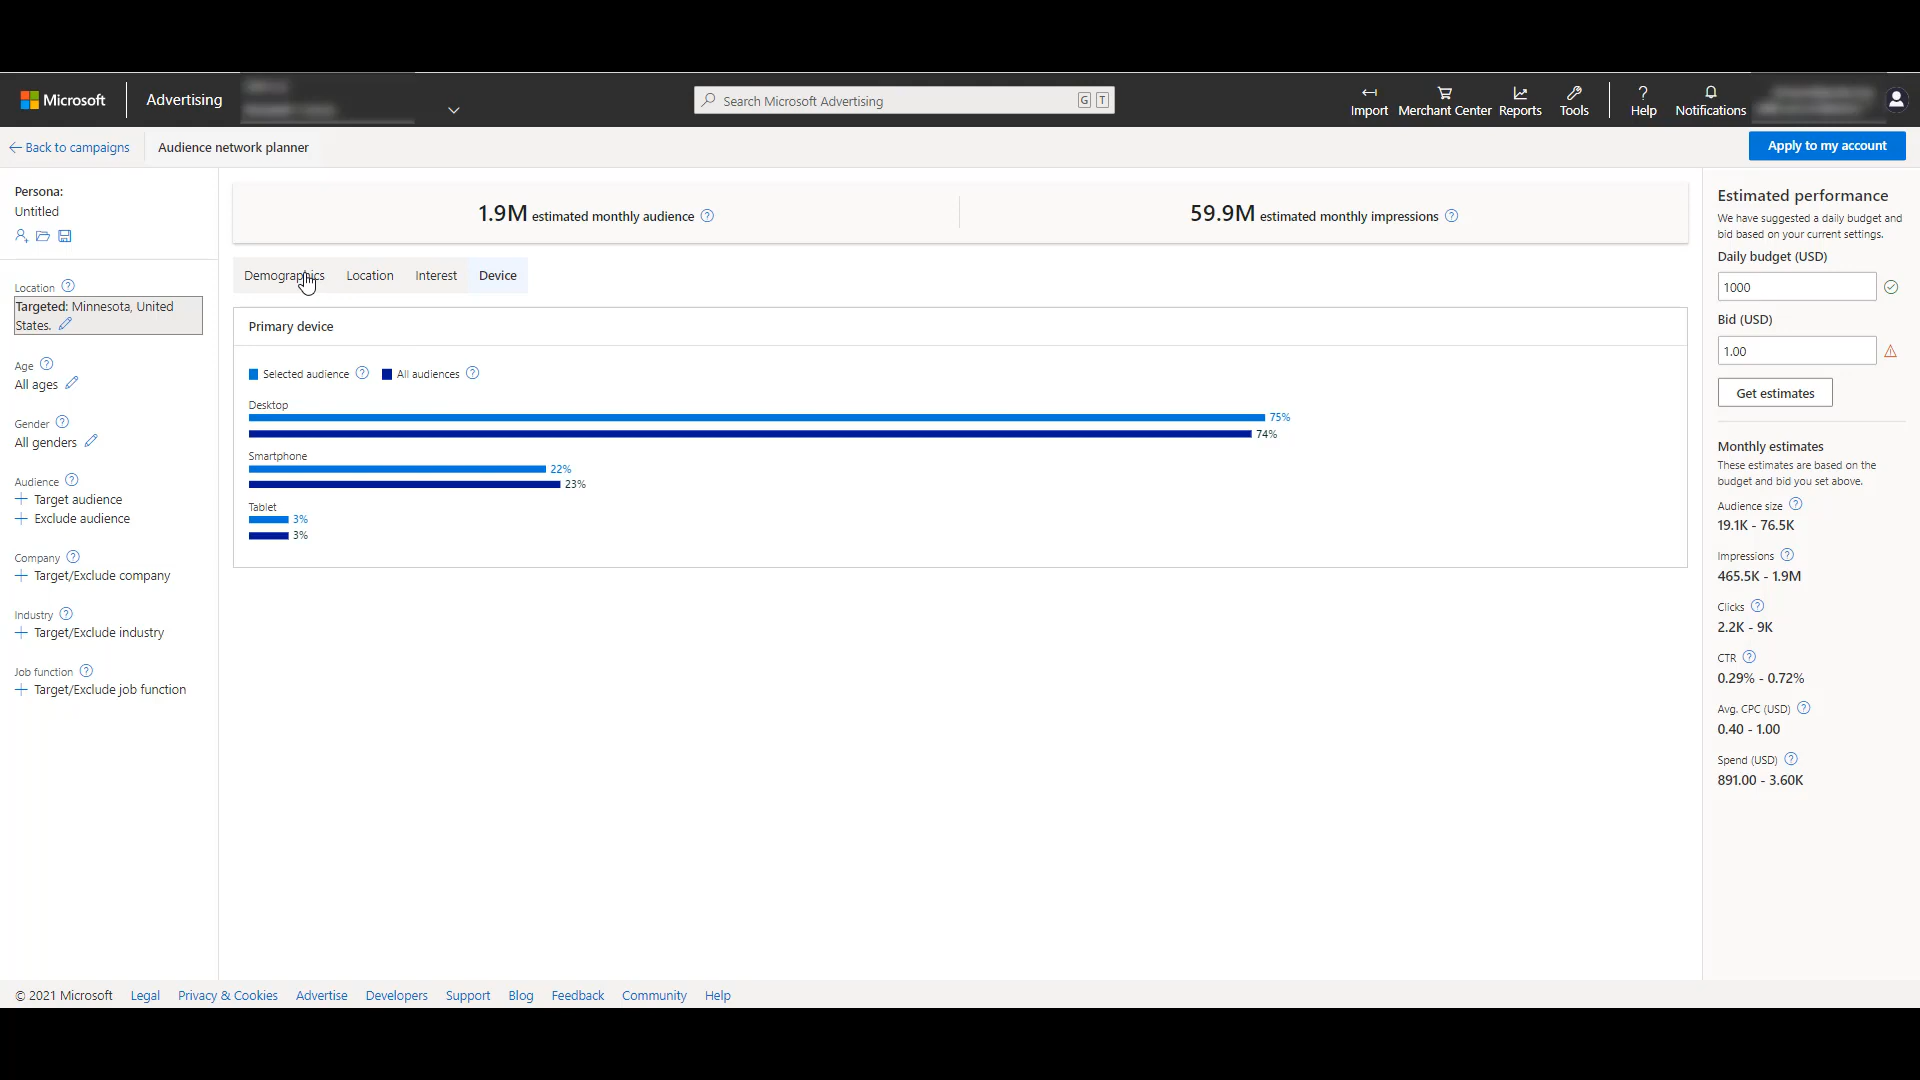 Microsoft
Advertising
Search Microsoft Advertising
G T
Import
Merchant Center
Reports
Tools
Help
Notifications
Back to campaigns
Audience network planner
Apply to my account
Persona:
Untitled
Location
Targeted: Minnesota, United
States.
Age
All ages
Gender
All genders
Audience
Target audience
Exclude audience
Company
Target/Exclude company
Industry
Target/Exclude industry
Job function
Target/Exclude job function
1.9M estimated monthly audience
59.9M estimated monthly impressions
Demographics
Location
Interest
Device
Primary device
Selected audience
All audiences
Desktop
75%
74%
Smartphone
22%
23%
Tablet
3%
3%
Estimated performance
We have suggested a daily budget and
bid based on your current settings.
Daily budget (USD)
1000
Bid (USD)
1.00
Get estimates
Monthly estimates
These estimates are based on the
budget and bid you set above.
Audience size
19.1K - 76.5K
Impressions
465.5K - 1.9M
Clicks
2.2K - 9K
CTR
0.29% - 0.72%
Avg. CPC (USD)
0.40 - 1.00
Spend (USD)
891.00 - 3.60K
© 2021 Microsoft
Legal
Privacy & Cookies
Advertise
Developers
Support
Blog
Feedback
Community
Help